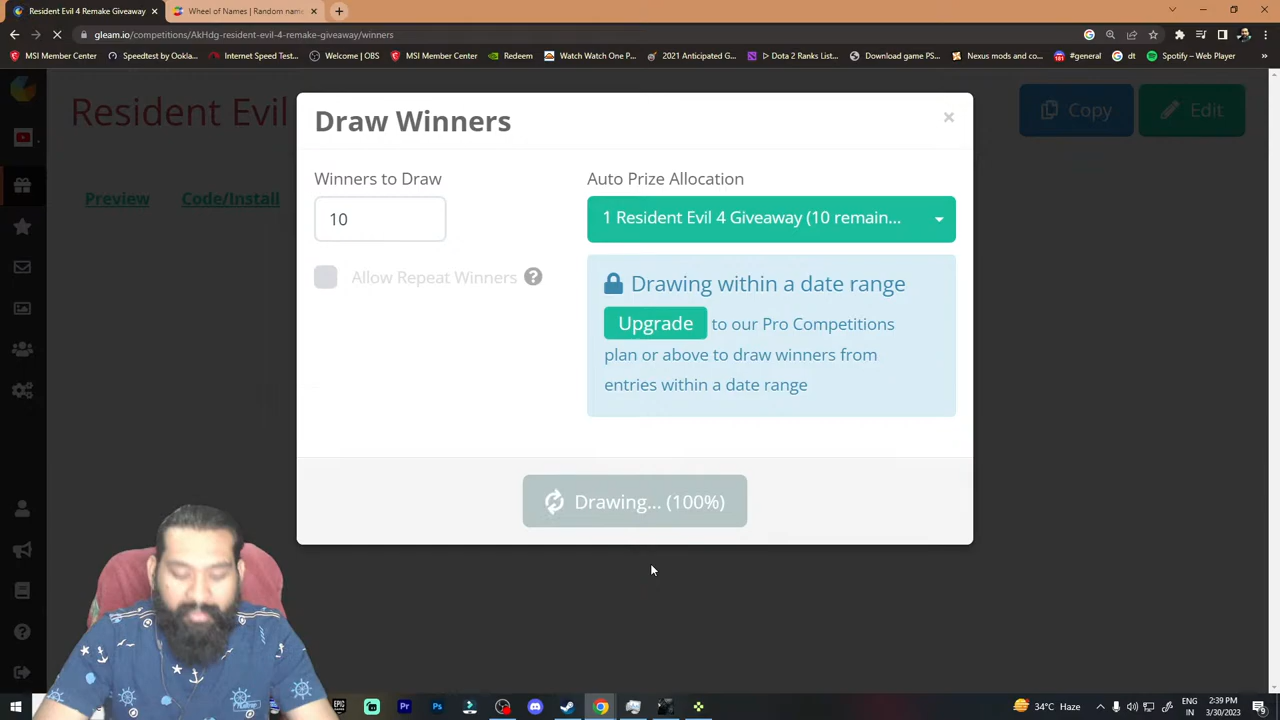 Resident Evil 4 Remake Giveaway
Wheel of Names | Random nam
gleam.io/competitions/AkHdg-resident-evil-4-remake-giveaway/winners
MSI Member Center
Speedtest by Ookla...
Internet Speed Test...
Welcome | OBS
MSI Member Center
Redeem
Watch Watch One P...
2021 Anticipated G...
Dota 2 Ranks List...
Download game PS...
Nexus mods and co...
#general
dt
Spotify – Web Player
Resident Evil
Copy
Edit
Draw Winners
Preview
Code/Install
Winners to Draw
Auto Prize Allocation
10
1 Resident Evil 4 Giveaway (10 remain...
Allow Repeat Winners
Drawing within a date range
Upgrade to our Pro Competitions
plan or above to draw winners from
entries within a date range
Drawing... (100%)
34°C Haze
ENG
IN
2:39 PM
3/30/2023